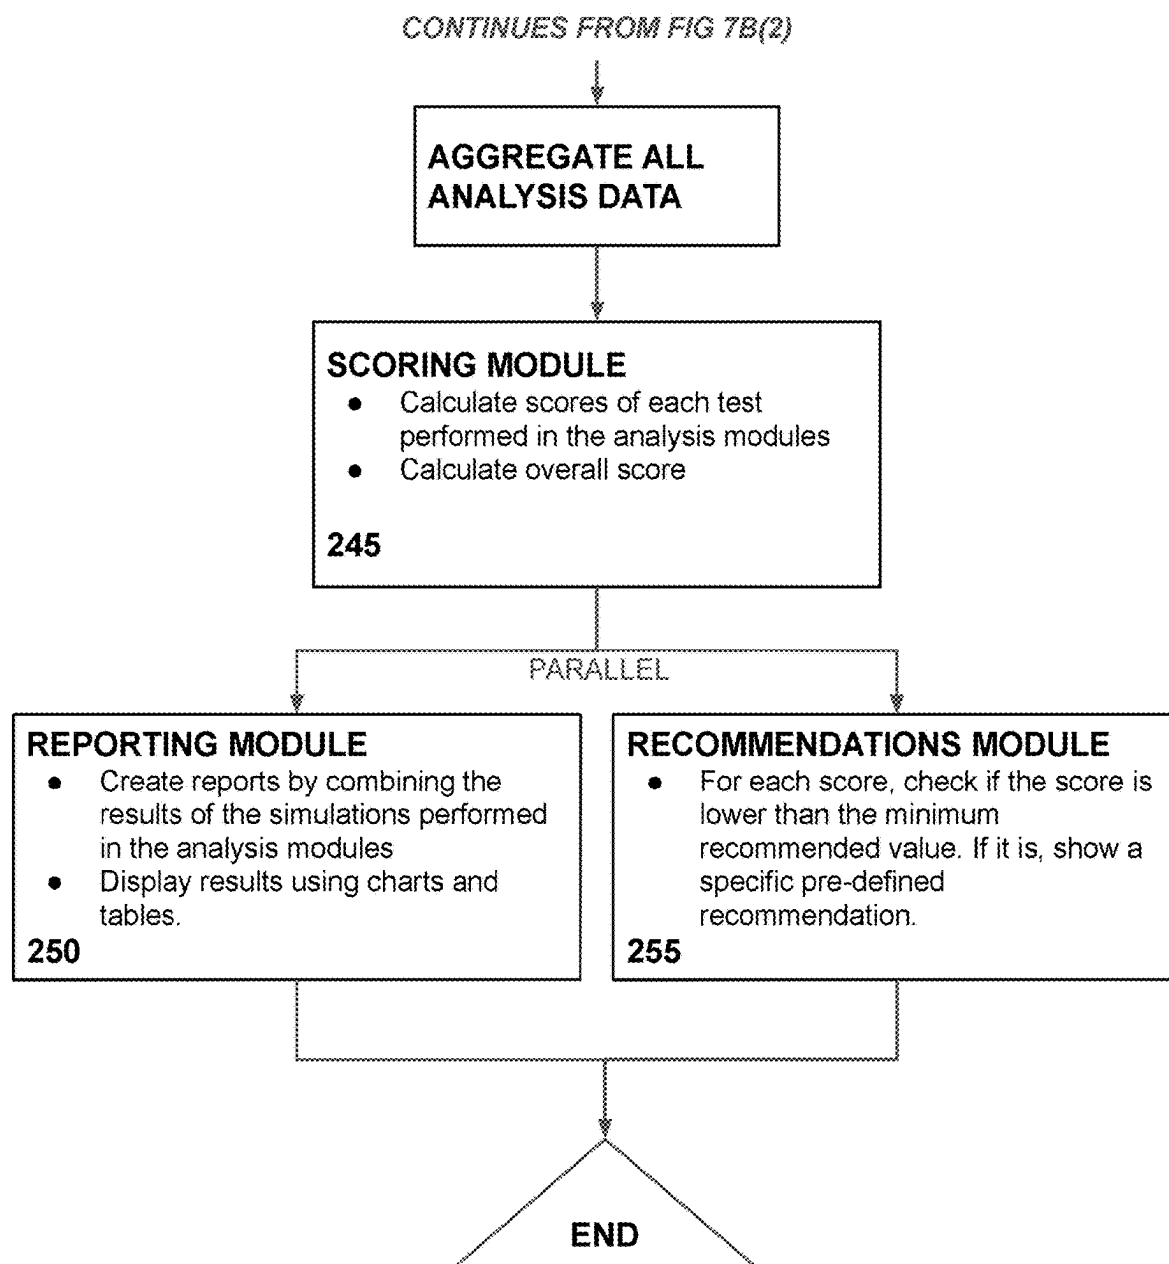 CONTINUES FROM FIG 7B(2)
AGGREGATE ALL
ANALYSIS DATA
SCORING MODULE
● Calculate scores of each test
performed in the analysis modules
● Calculate overall score
245
PARALLEL
REPORTING MODULE
● Create reports by combining the
results of the simulations performed
in the analysis modules
● Display results using charts and
tables.
250
RECOMMENDATIONS MODULE
● For each score, check if the score is
lower than the minimum
recommended value. If it is, show a
specific pre-defined
recommendation.
255
END